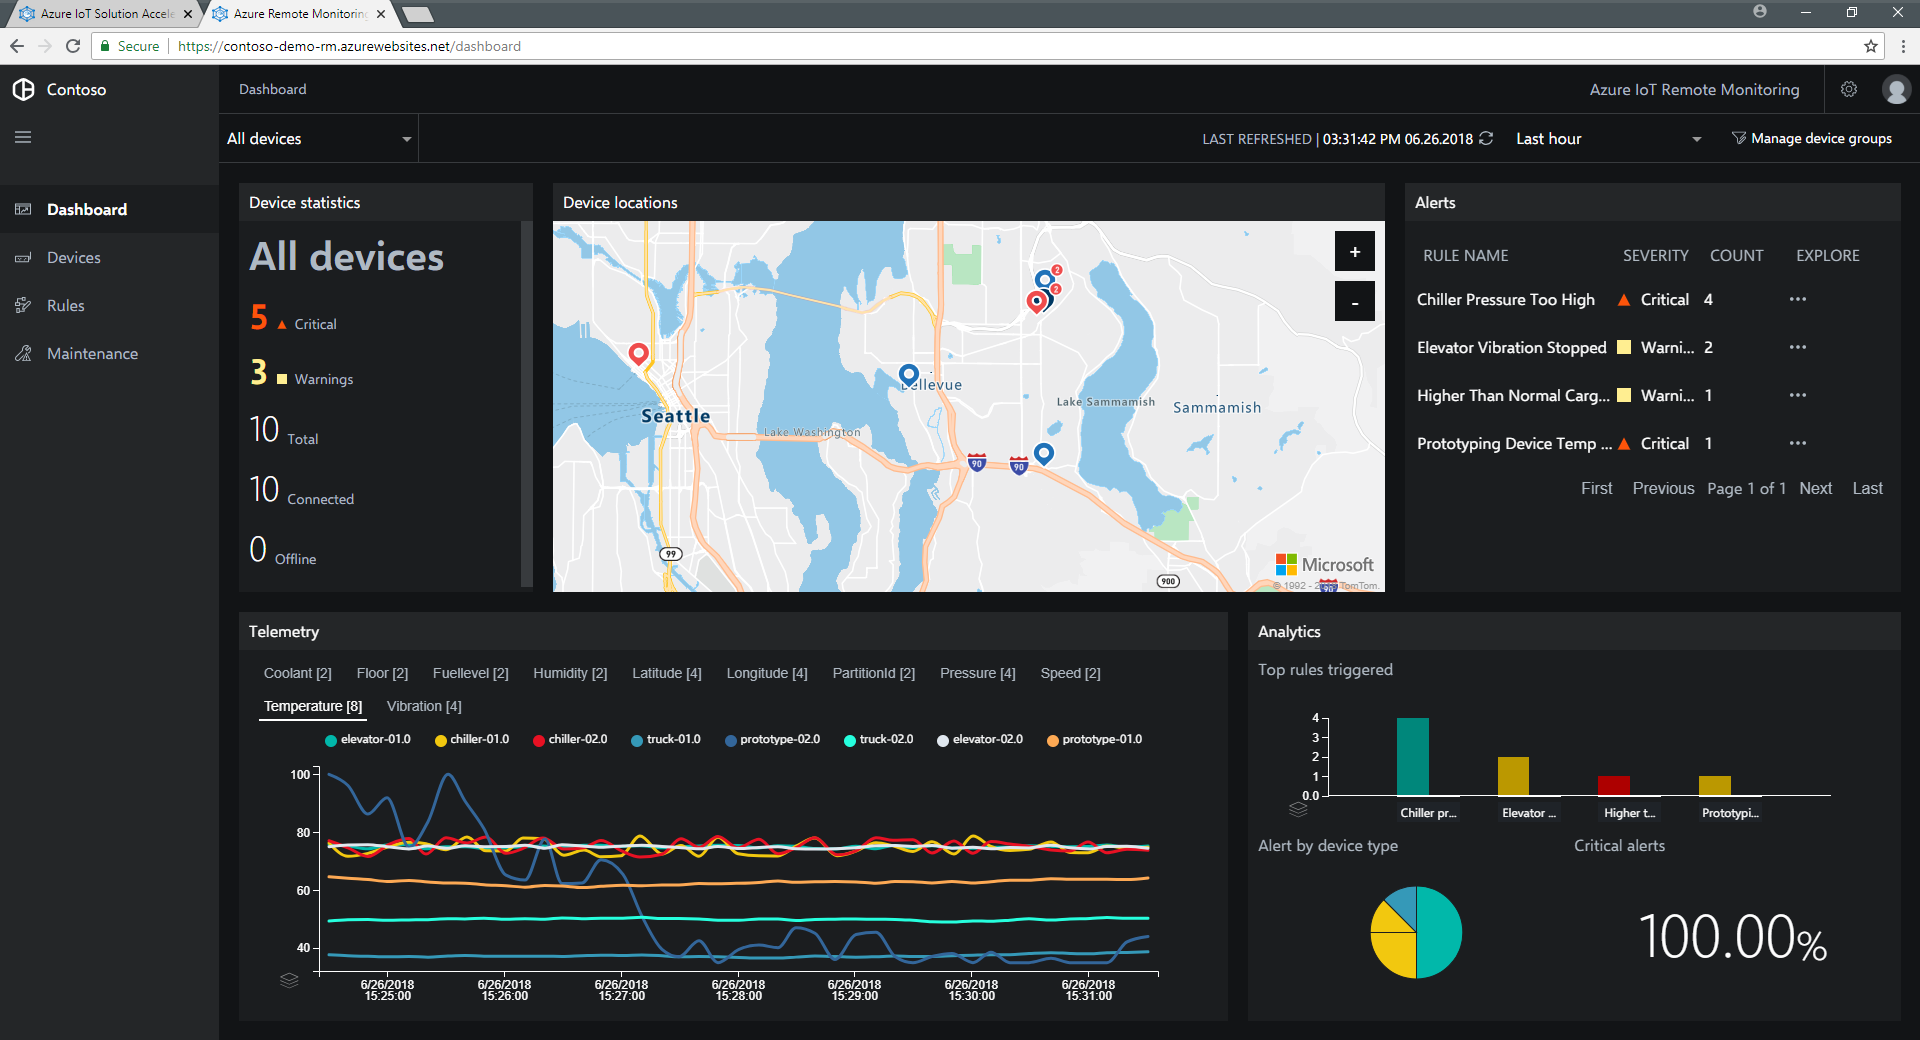 Azure IoT Solution Accele
Azure Remote Monitoring
Secure | https://contoso-demo-rm.azurewebsites.net/dashboard
Contoso
Dashboard
Azure IoT Remote Monitoring
All devices
LAST REFRESHED | 03:31:42 PM 06.26.2018
Last hour
Manage device groups
Dashboard
Devices
Rules
Maintenance
Device statistics
All devices
5 Critical
3 Warnings
10 Total
10 Connected
0 Offline
Device locations
+
-
2
2
Bellevue
Seattle
Lake Washington
Lake Sammamish
Sammamish
90
90
99
900
Microsoft
Alerts
RULE NAME SEVERITY COUNT EXPLORE
Chiller Pressure Too High Critical 4 ...
Elevator Vibration Stopped Warni... 2 ...
Higher Than Normal Carg... Warni... 1 ...
Prototyping Device Temp ... Critical 1 ...
First Previous Page 1 of 1 Next Last
Telemetry
Coolant [2] Floor [2] Fuellevel [2] Humidity [2] Latitude [4] Longitude [4] PartitionId [2] Pressure [4] Speed [2]
Temperature [8] Vibration [4]
elevator-01.0 chiller-01.0 chiller-02.0 truck-01.0 prototype-02.0 truck-02.0 elevator-02.0 prototype-01.0
100
80
60
40
6/26/2018 6/26/2018 6/26/2018 6/26/2018 6/26/2018 6/26/2018 6/26/2018
15:25:00 15:26:00 15:27:00 15:28:00 15:29:00 15:30:00 15:31:00
Analytics
Top rules triggered
4
3
2
1
0.0
Chiller pr... Elevator ... Higher t... Prototypi...
Alert by device type
Critical alerts
100.00%